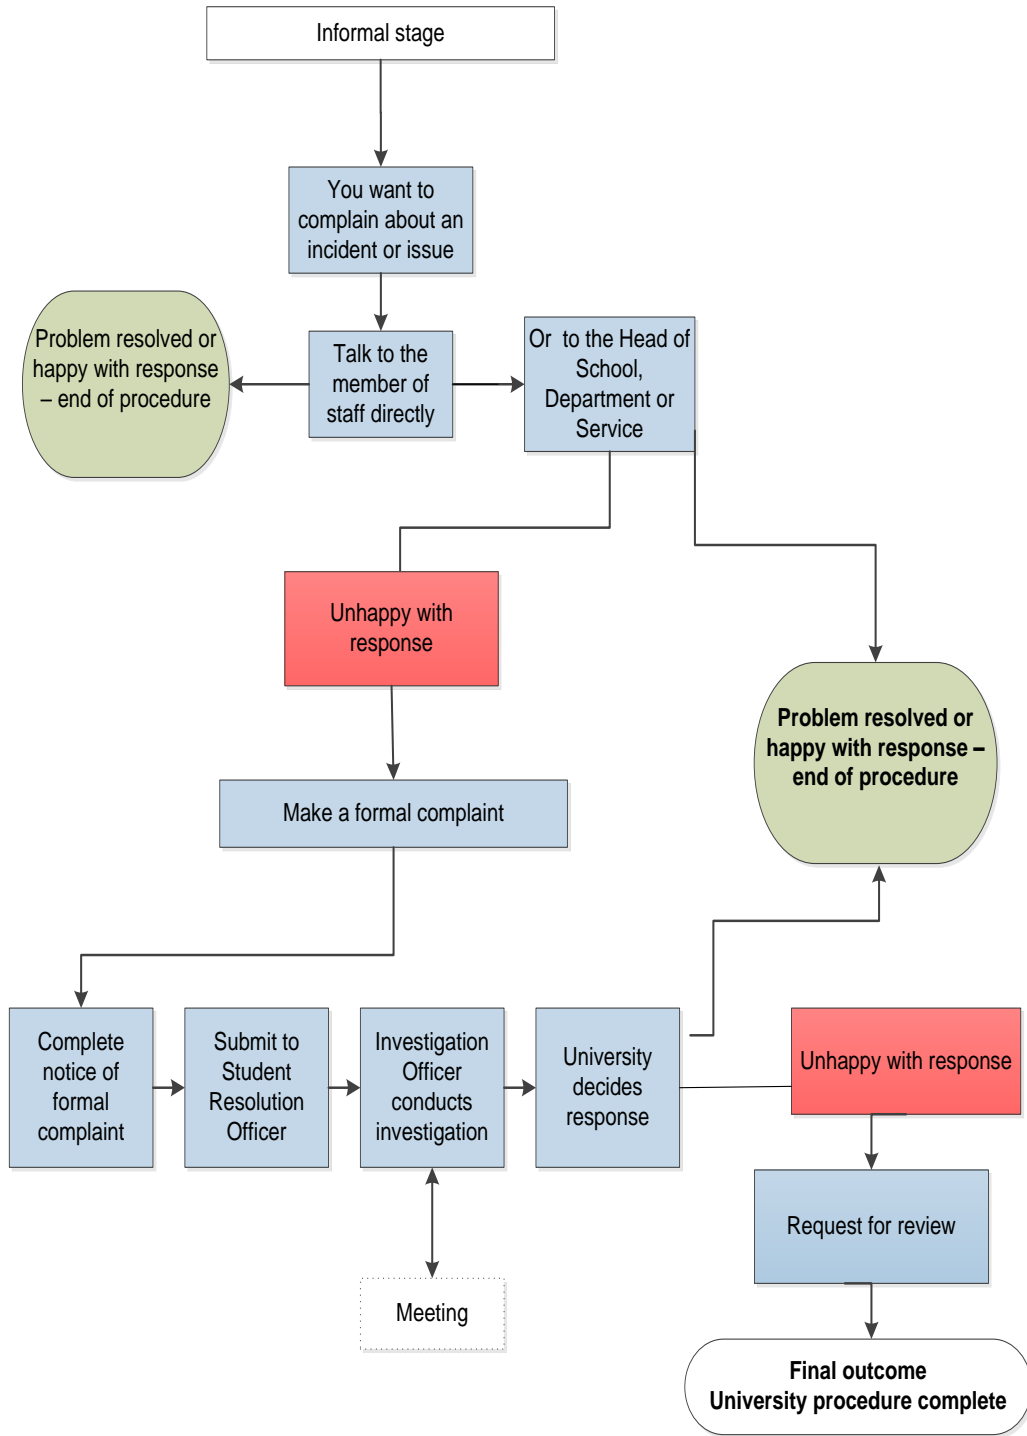 Informal stage
You want to
complain about an
incident or issue
Problem resolved or
happy with response
– end of procedure
Talk to the
member of
staff directly
Or to the Head of
School,
Department or
Service
Unhappy with
response
Problem resolved or
happy with response –
end of procedure
Make a formal complaint
Complete
notice of
formal
complaint
Submit to
Student
Resolution
Officer
Investigation
Officer
conducts
investigation
University
decides
response
Unhappy with response
Request for review
Meeting
Final outcome
University procedure complete